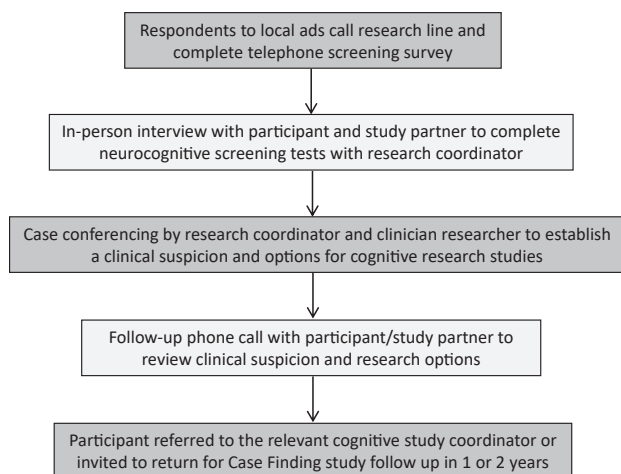 Respondents to local ads call research line and
complete telephone screening survey
In-person interview with participant and study partner to complete
neurocognitive screening tests with research coordinator
Case conferencing by research coordinator and clinician researcher to establish
a clinical suspicion and options for cognitive research studies
Follow-up phone call with participant/study partner to
review clinical suspicion and research options
Participant referred to the relevant cognitive study coordinator or
invited to return for Case Finding study follow up in 1 or 2 years